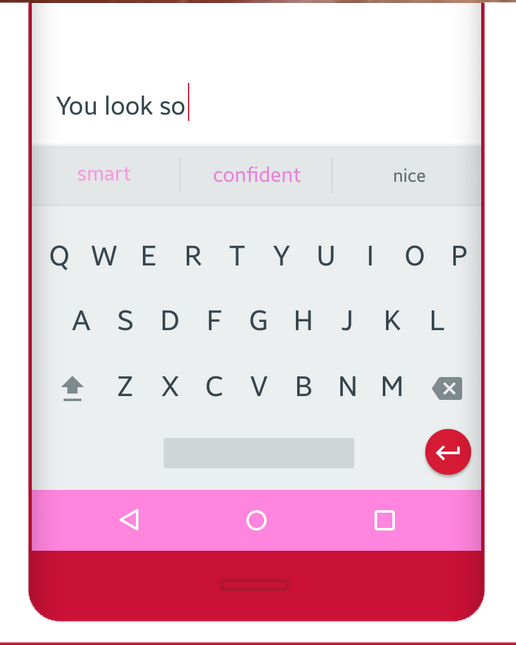 You look so
smart confident nice
Q W E R T Y U I O P
A S D F G H J K L
Z X C V B N M